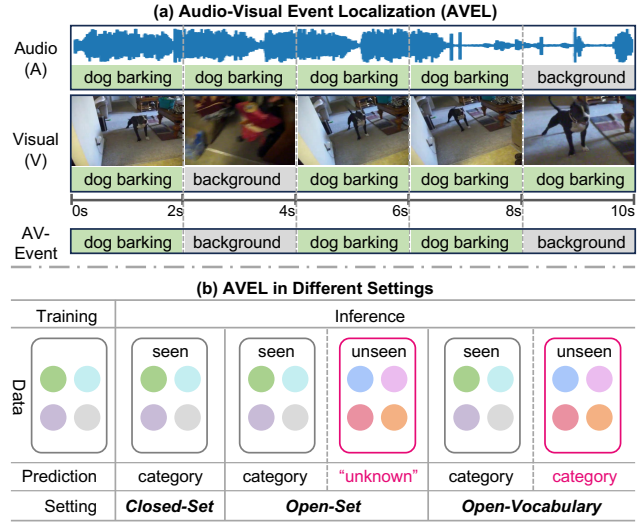 (a) Audio-Visual Event Localization (AVEL)
Audio
(A)
dog barking dog barking dog barking dog barking background
Visual
(V)
dog barking background dog barking dog barking dog barking
0s 2s 4s 6s 8s 10s
AV-
Event
dog barking background dog barking dog barking background
(b) AVEL in Different Settings
Training Inference
Data
seen seen unseen seen unseen
Prediction category category "unknown" category category
Setting Closed-Set Open-Set Open-Vocabulary